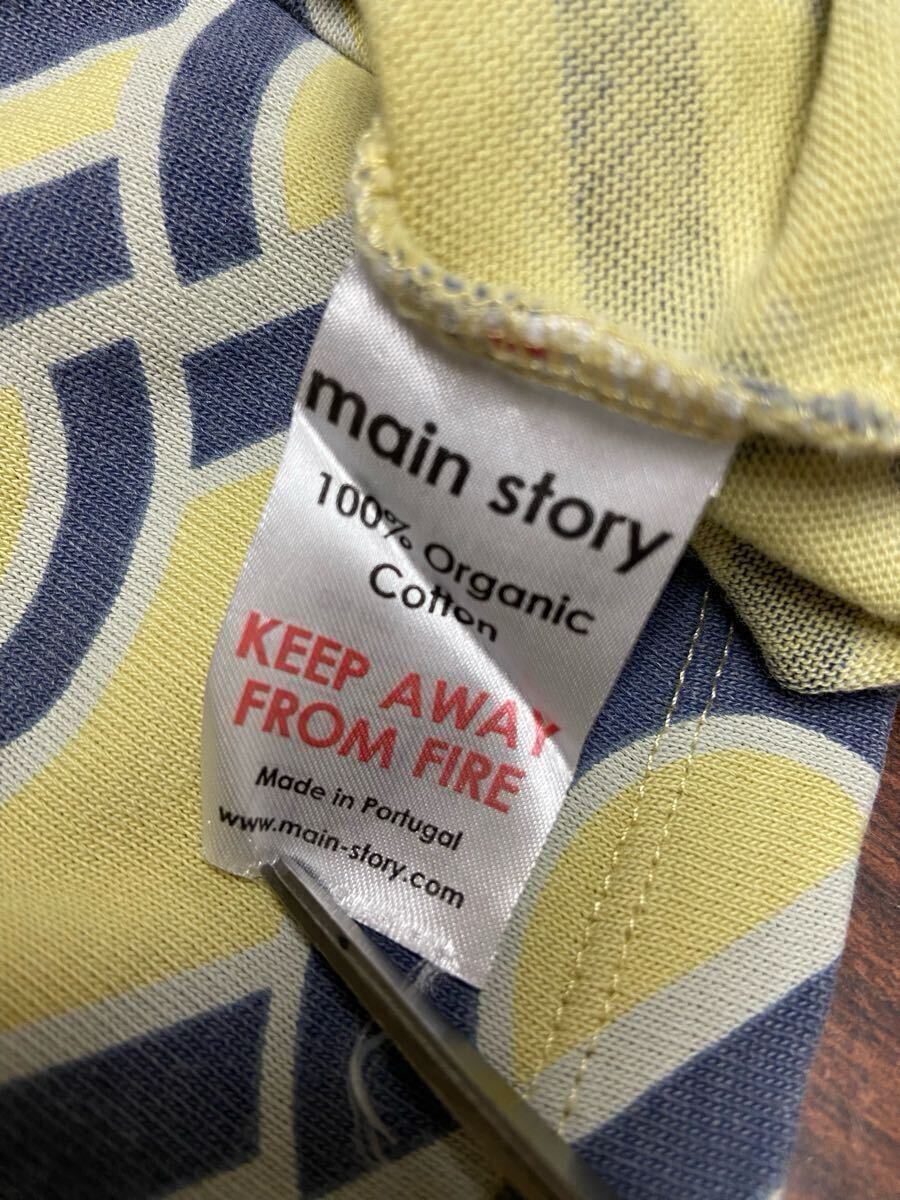 main story
100% Organic
Cotton
KEEP AWAY
FROM FIRE
Made in Portugal
www.main-story.com